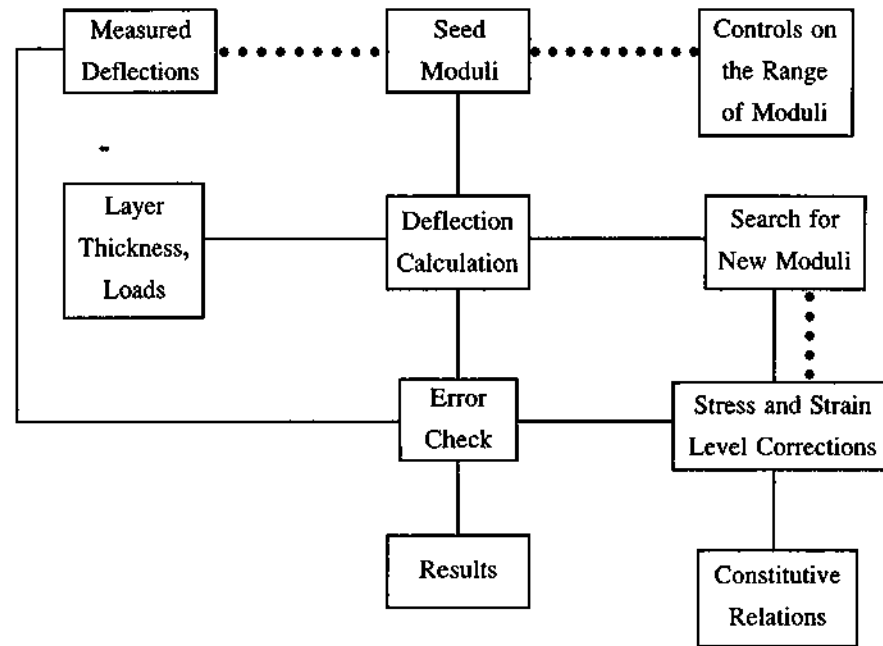 Measured
Deflections
Seed
Moduli
Controls on
the Range
of Moduli
Layer
Thickness,
Loads
Deflection
Calculation
Search for
New Moduli
Error
Check
Stress and Strain
Level Corrections
Results
Constitutive
Relations